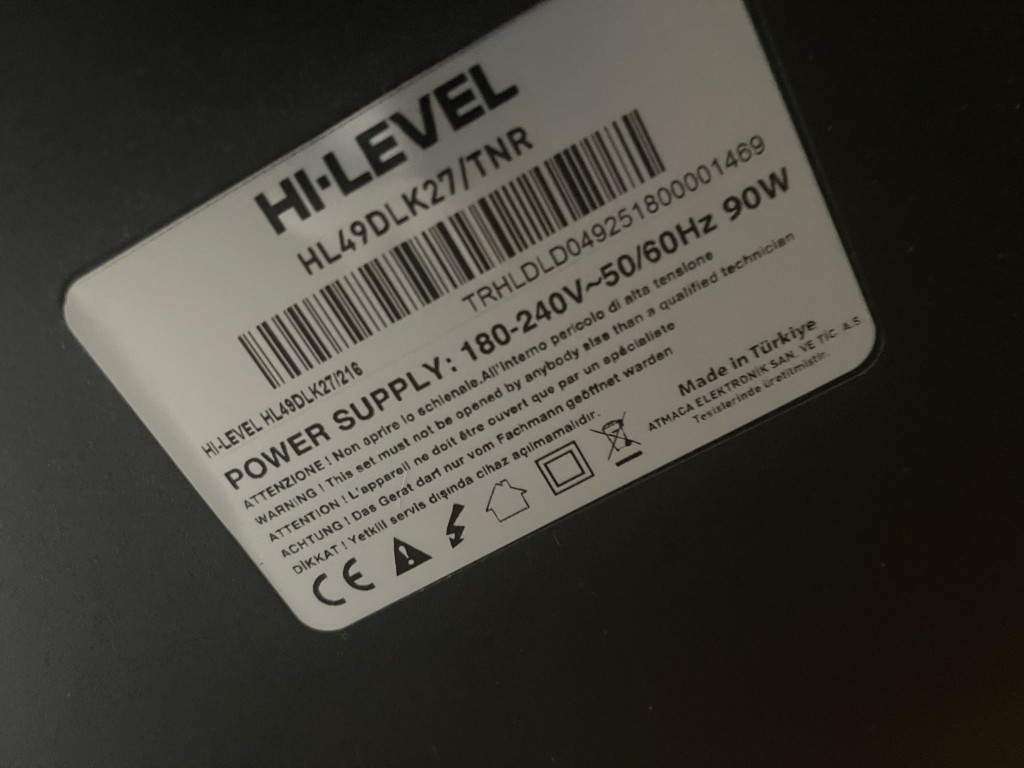 HI-LEVEL
HL49DLK27/TNR
TRHLDLD04925180001469
HI-LEVEL HL49DLK27/216
POWER SUPPLY: 180-240V~50/60Hz 90W
ATTENZIONE ! Non aprire lo schienale.All'Interno pericolo di alta tensione
WARNING ! This set must not be opened by anybody else than a qualified technician
ATTENTION ! L'appareil ne doit être ouvert que par un spécialiste
ACHTUNG ! Das Gerat darf nur vom Fachmann geöffnet warden
DİKKAT ! Yetkili servis dışında cihaz açılmamalıdır.
Made in Türkiye
ATMACA ELEKTRONİK SAN. VE TİC. A.S.
Tesislerinde üretilmistir.
CE